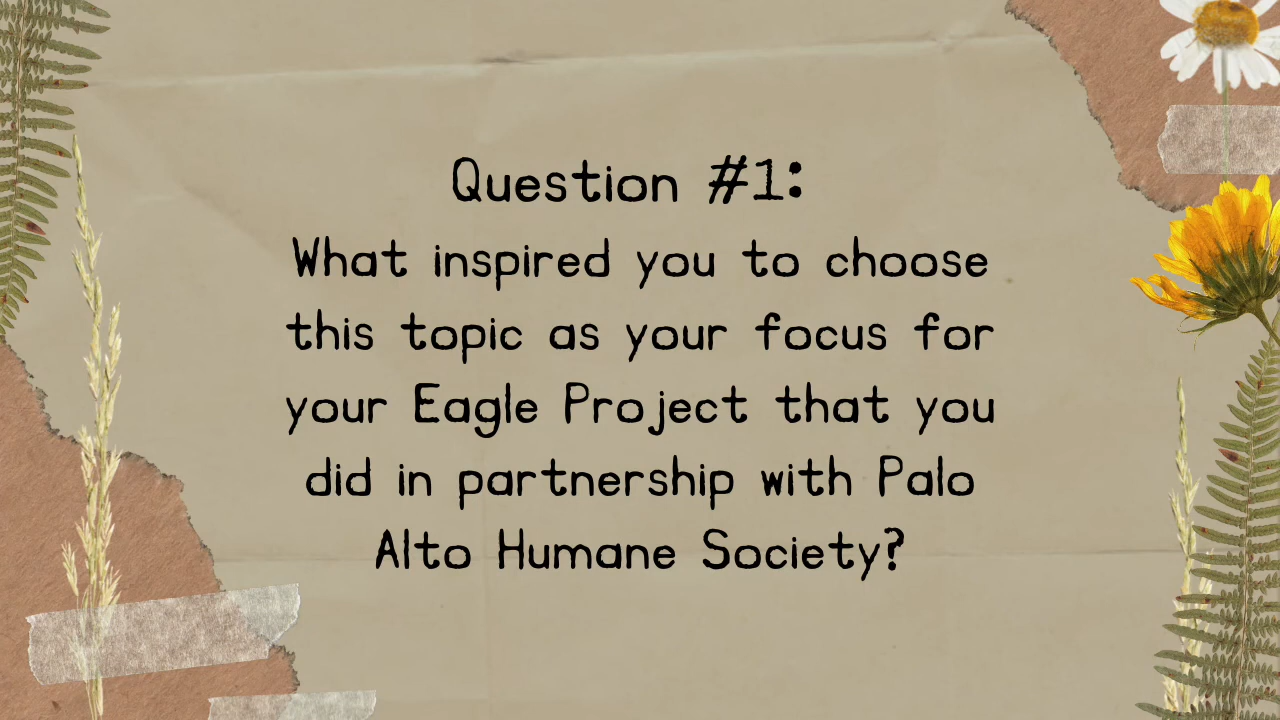 Question #1:
What inspired you to choose
this topic as your focus for
your Eagle Project that you
did in partnership with Palo
Alto Humane Society?